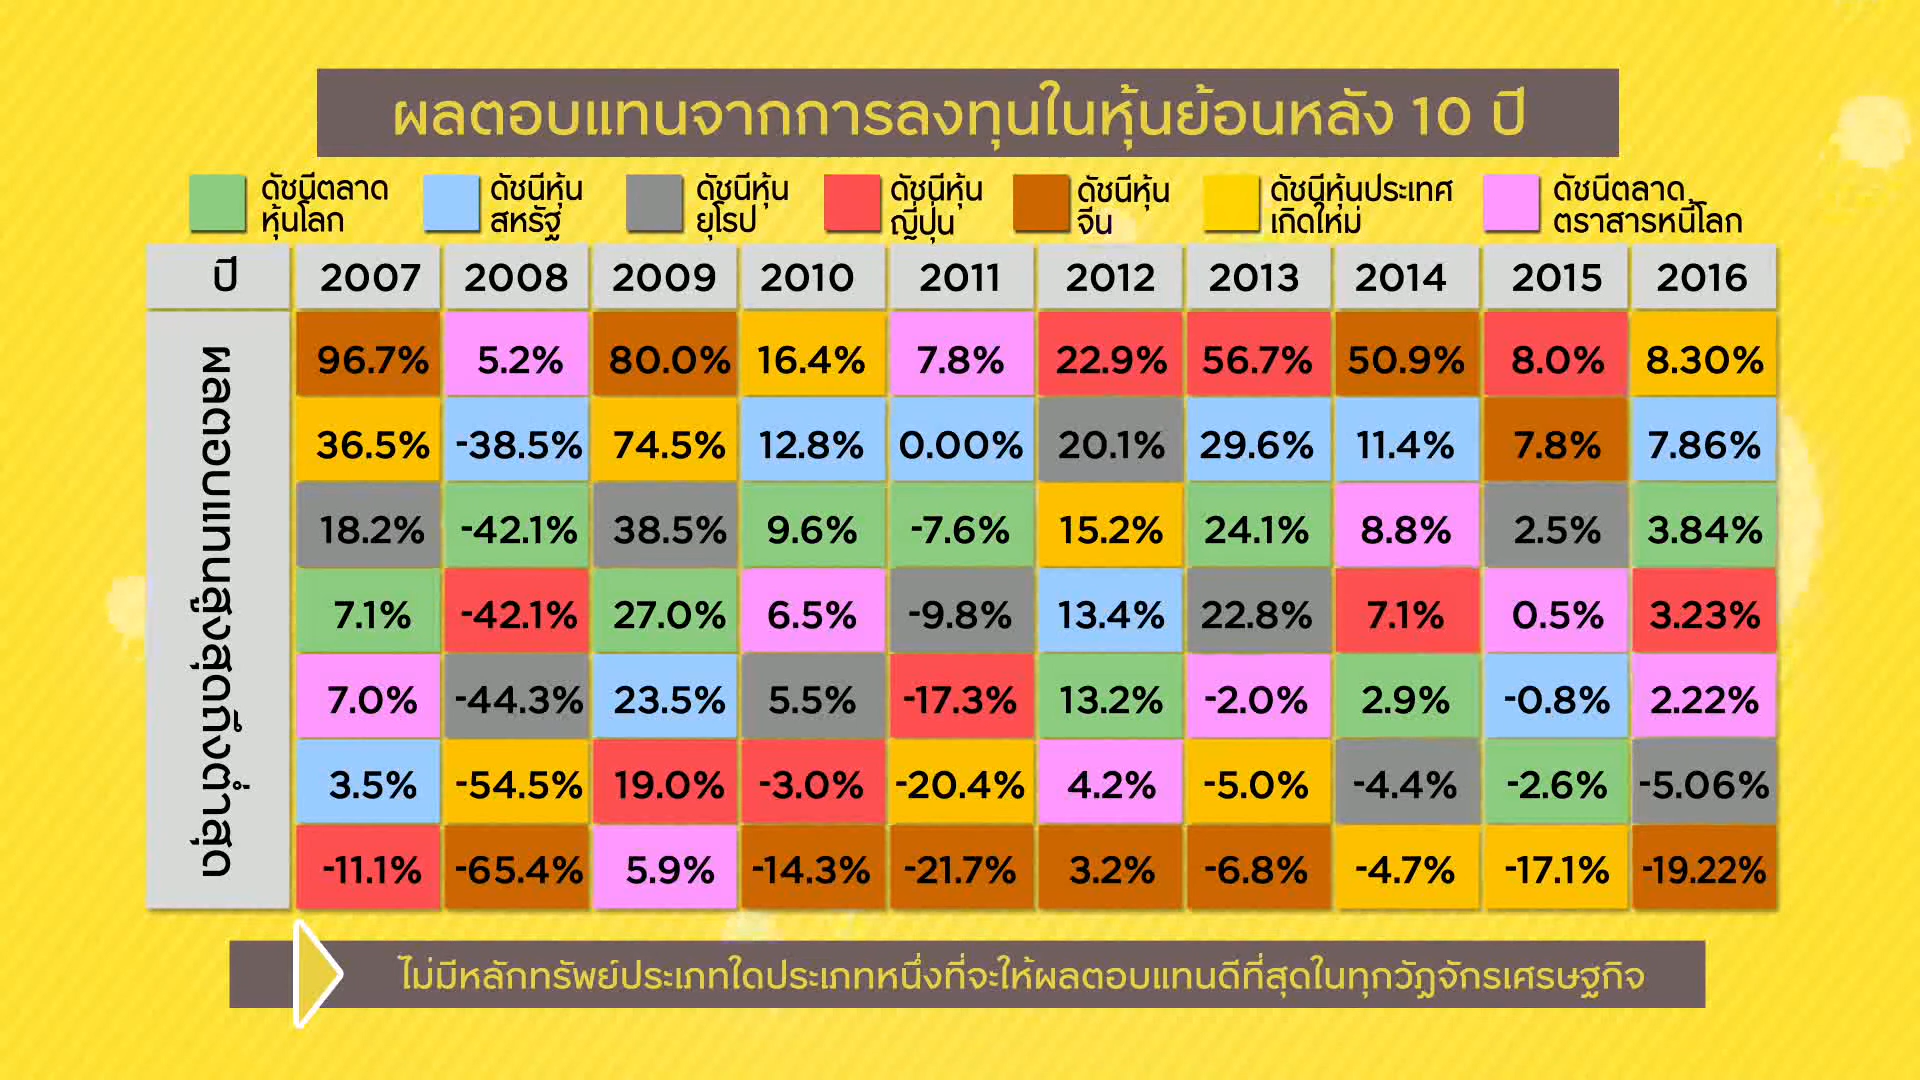 ผลตอบแทนจากการลงทุนในหุ้นย้อนหลัง 10 ปี
ดัชนีตลาด
หุ้นโลก
ดัชนีหุ้น
สหรัฐ
ดัชนีหุ้น
ยุโรป
ดัชนีหุ้น
ญี่ปุ่น
ดัชนีหุ้น
จีน
ดัชนีหุ้นประเทศ
เกิดใหม่
ดัชนีตลาด
ตราสารหนี้โลก
ปี 2007 2008 2009 2010 2011 2012 2013 2014 2015 2016
ผลตอบแทนสูงสุดถึงต่ำสุด
96.7% 5.2% 80.0% 16.4% 7.8% 22.9% 56.7% 50.9% 8.0% 8.30%
36.5% -38.5% 74.5% 12.8% 0.00% 20.1% 29.6% 11.4% 7.8% 7.86%
18.2% -42.1% 38.5% 9.6% -7.6% 15.2% 24.1% 8.8% 2.5% 3.84%
7.1% -42.1% 27.0% 6.5% -9.8% 13.4% 22.8% 7.1% 0.5% 3.23%
7.0% -44.3% 23.5% 5.5% -17.3% 13.2% -2.0% 2.9% -0.8% 2.22%
3.5% -54.5% 19.0% -3.0% -20.4% 4.2% -5.0% -4.4% -2.6% -5.06%
-11.1% -65.4% 5.9% -14.3% -21.7% 3.2% -6.8% -4.7% -17.1% -19.22%
ไม่มีหลักทรัพย์ประเภทใดประเภทหนึ่งที่จะให้ผลตอบแทนดีที่สุดในทุกวัฏจักรเศรษฐกิจ